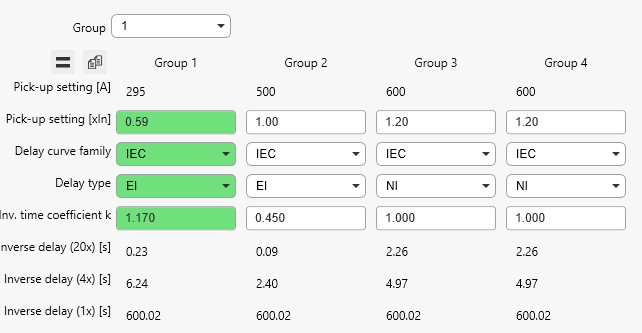 Group 1
Group 1 Group 2 Group 3 Group 4
Pick-up setting [A] 295 500 600 600
Pick-up setting [xIn] 0.59 1.00 1.20 1.20
Delay curve family IEC IEC IEC IEC
Delay type EI EI NI NI
Inv. time coefficient k 1.170 0.450 1.000 1.000
nverse delay (20x) [s] 0.23 0.09 2.26 2.26
Inverse delay (4x) [s] 6.24 2.40 4.97 4.97
Inverse delay (1x) [s] 600.02 600.02 600.02 600.02